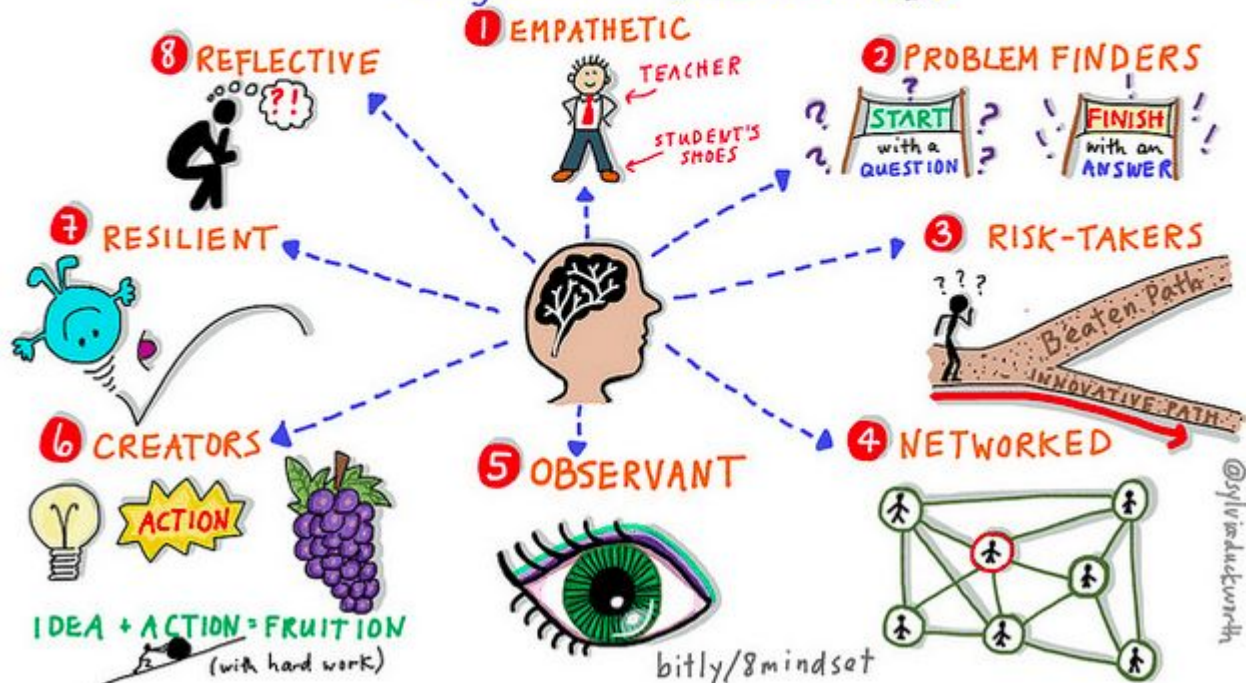 1 EMPATHETIC
TEACHER
STUDENT'S
SHOES
2 PROBLEM FINDERS
?
? ?
? ?
START
with a
QUESTION
!
! !
! !
! !
FINISH
with an
ANSWER
3 RISK-TAKERS
? ? ?
Beaten Path
INNOVATIVE PATH
4 NETWORKED
5 OBSERVANT
6 CREATORS
ACTION
IDEA + ACTION = FRUITION
(with hard work)
7 RESILIENT
8 REFLECTIVE
?!
bitly/8mindset
@sylviaduckworth